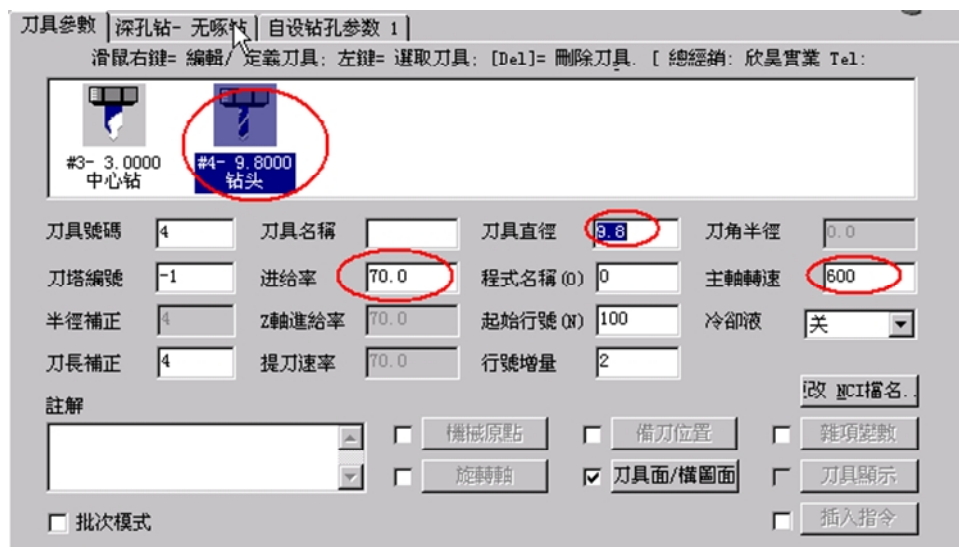 刀具參數 深孔钻- 无啄钻 自设钻孔参数 1
滑鼠右鍵= 編輯/ 定義刀具; 左鍵= 選取刀具; [Del]= 刪除刀具. [ 總經銷: 欣昊實業 Tel:
#3- 3.0000 #4- 9.8000
中心钻 钻头
刀具號碼 4 刀具名稱 刀具直徑 9.8 刀角半徑 0.0
刀塔編號 -1 进给率 70.0 程式名稱(O) 0 主軸轉速 600
半徑補正 4 Z軸進給率 70.0 起始行號(N) 100 冷却液 关
刀長補正 4 提刀速率 70.0 行號增量 2
改 NCI檔名..
註解
機械原點 備刀位置 雜項變數
旋轉軸 刀具面/構圖面 刀具顯示
批次模式 插入指令